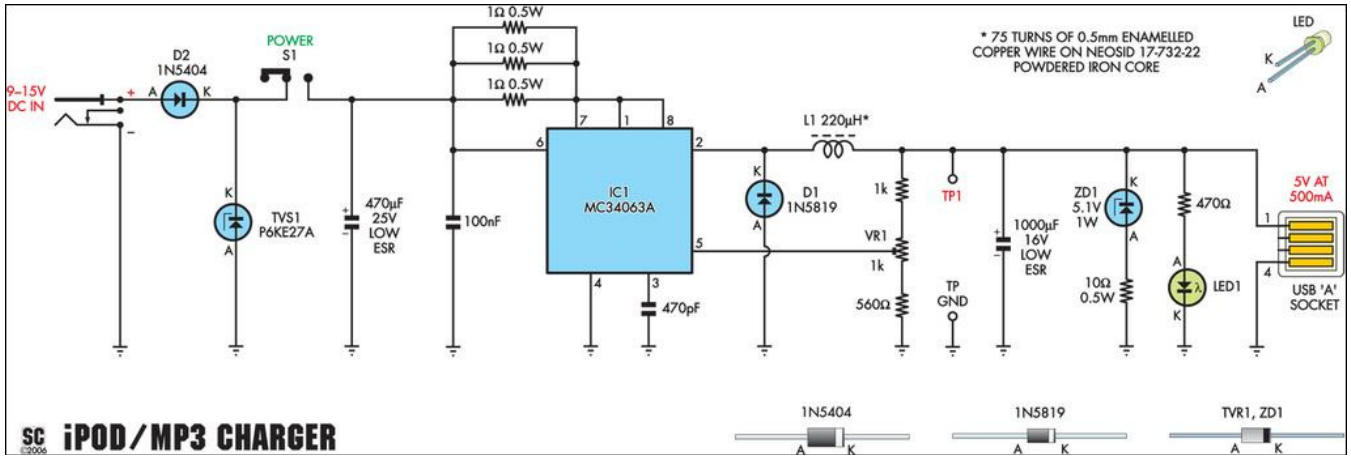 1Ω 0.5W
1Ω 0.5W
1Ω 0.5W
POWER
S1
D2
1N5404
9–15V
DC IN
+
A
K
−
K
TVS1
P6KE27A
A
+
470µF
25V
LOW
ESR
−
100nF
6
7
1
8
2
IC1
MC34063A
5
4
3
470pF
L1 220µH*
K
D1
1N5819
A
1k
VR1
1k
560Ω
TP1
TP
GND
+
1000µF
16V
LOW
ESR
−
K
ZD1
5.1V
1W
A
10Ω
0.5W
470Ω
A
λ
LED1
K
5V AT
500mA
1
4
USB 'A'
SOCKET
* 75 TURNS OF 0.5mm ENAMELLED
COPPER WIRE ON NEOSID 17-732-22
POWDERED IRON CORE
LED
K
A
SC
©2006
iPOD/MP3 CHARGER
1N5404
A K
1N5819
A K
TVR1, ZD1
A K